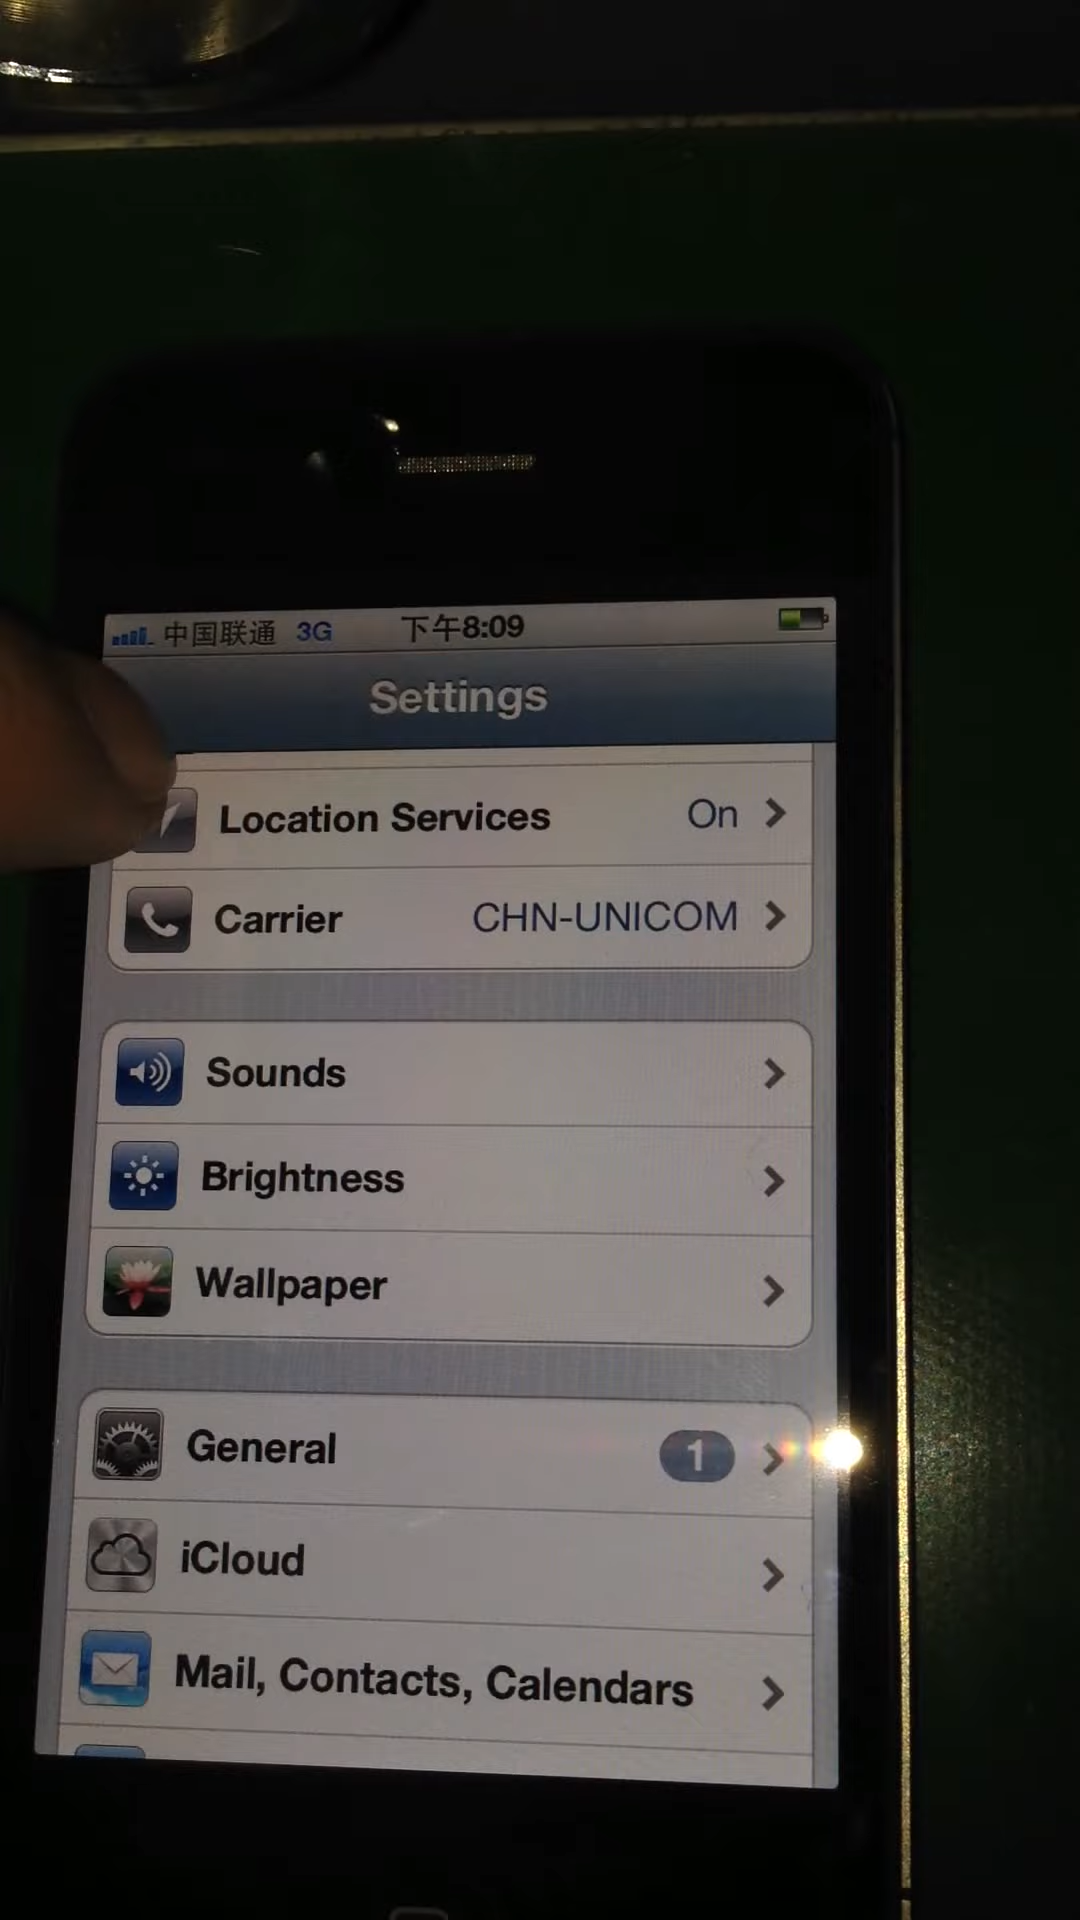 中国联通 3G 下午8:09
Settings
Location Services On
Carrier CHN-UNICOM
Sounds
Brightness
Wallpaper
General 1
iCloud
Mail, Contacts, Calendars